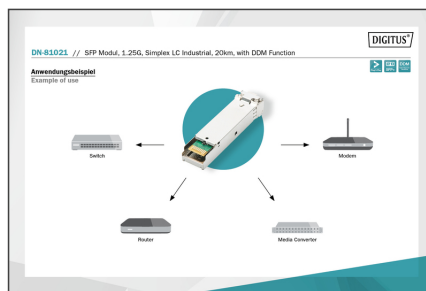 DIGITUS®
DN-81021 // SFP Modul, 1.25G, Simplex LC Industrial, 20km, with DDM Function
Anwendungsbeispiel
Example of use
Switch
Modem
Router
Media Converter